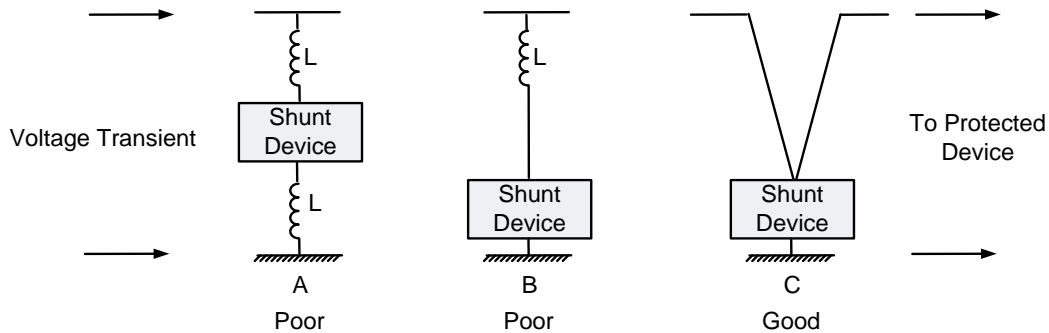 L
L
Shunt
Device
Voltage Transient
To Protected
Device
L
Shunt
Device
Shunt
Device
A
B
C
Poor
Poor
Good